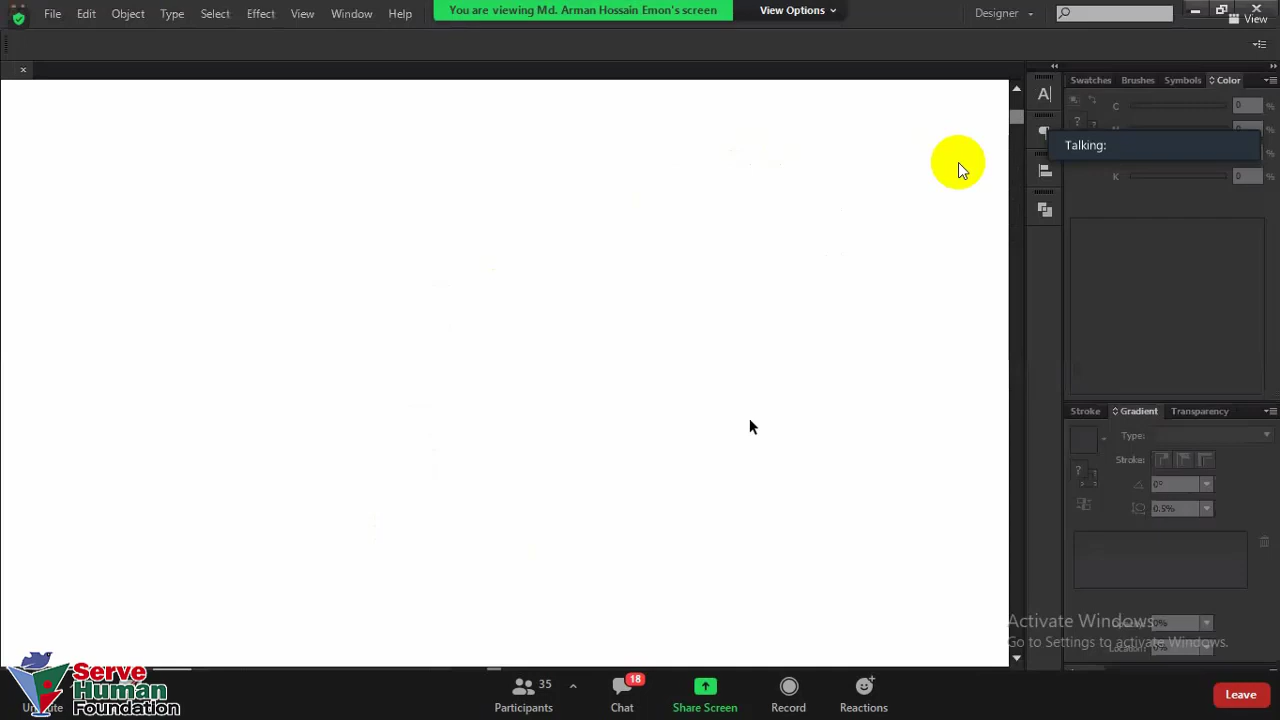 File Edit Object Type Select Effect View Window Help
You are viewing Md. Arman Hossain Emon's screen
View Options
Designer
View
Swatches Brushes Symbols Color
C 0 %
Talking:
K 0 %
Stroke Gradient Transparency
Type:
Stroke:
0°
0.5%
Activate Windows
Go to Settings to activate Windows.
Serve
Human
Foundation
35
Participants
18
Chat
Share Screen
Record
Reactions
Leave